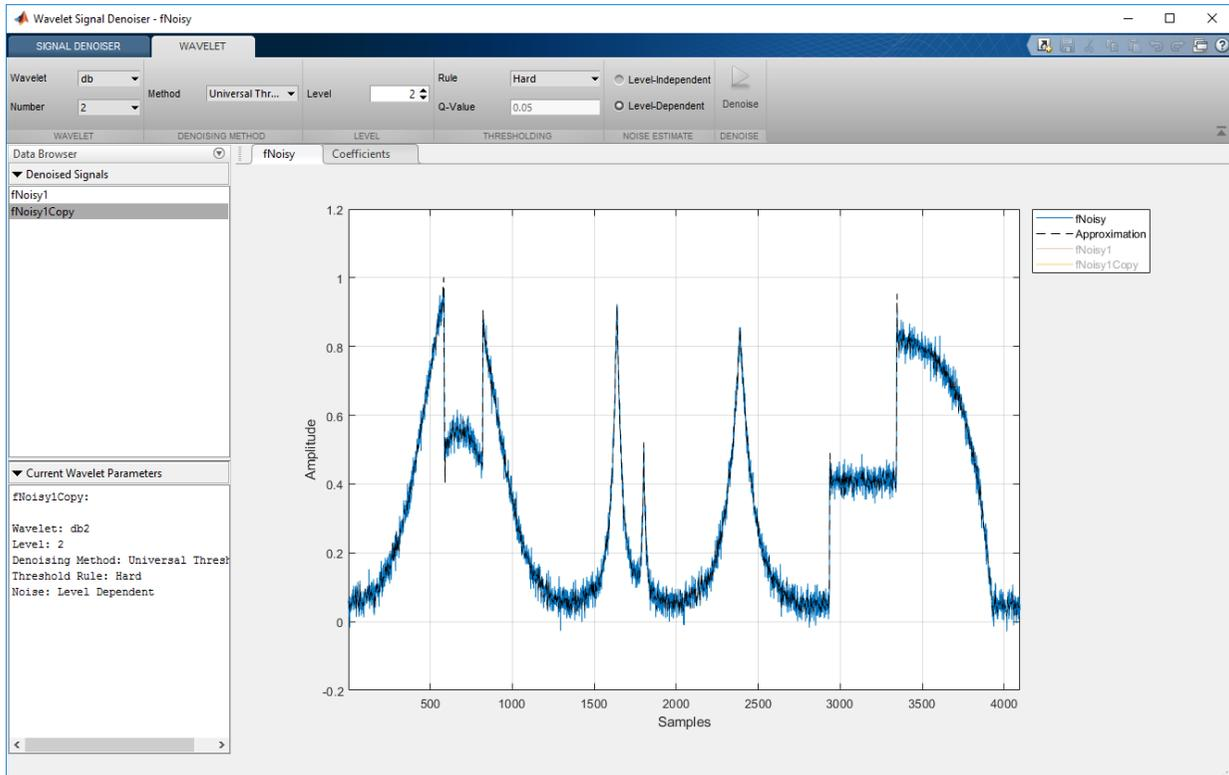 Wavelet Signal Denoiser - fNoisy
SIGNAL DENOISER
WAVELET
Wavelet
db
Number
2
WAVELET
Method
Universal Thr...
DENOISING METHOD
Level
2
LEVEL
Rule
Hard
Q-Value
0.05
THRESHOLDING
Level-Independent
Level-Dependent
NOISE ESTIMATE
Denoise
DENOISE
Data Browser
Denoised Signals
fNoisy1
fNoisy1Copy
Current Wavelet Parameters
fNoisy1Copy:
Wavelet: db2
Level: 2
Denoising Method: Universal Thresh
Threshold Rule: Hard
Noise: Level Dependent
fNoisy
Coefficients
1.2
1
0.8
0.6
0.4
0.2
0
-0.2
Amplitude
500
1000
1500
2000
2500
3000
3500
4000
Samples
fNoisy
Approximation
fNoisy1
fNoisy1Copy